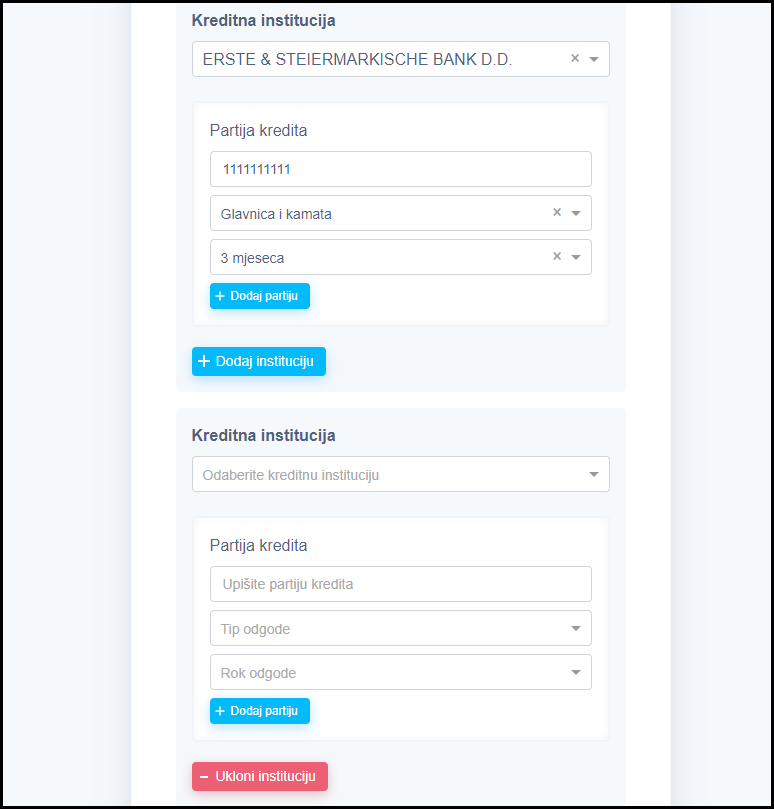 Kreditna institucija
ERSTE & STEIERMARKISCHE BANK D.D.
Partija kredita
1111111111
Glavnica i kamata
3 mjeseca
+ Dodaj partiju
+ Dodaj instituciju
Kreditna institucija
Odaberite kreditnu instituciju
Partija kredita
Upišite partiju kredita
Tip odgode
Rok odgode
+ Dodaj partiju
− Ukloni instituciju